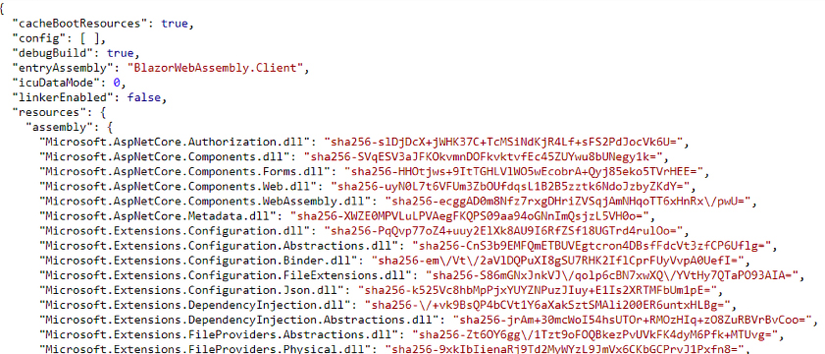 {
"cacheBootResources": true,
"config": [ ],
"debugBuild": true,
"entryAssembly": "BlazorWebAssembly.Client",
"icuDataMode": 0,
"linkerEnabled": false,
"resources": {
"assembly": {
"Microsoft.AspNetCore.Authorization.dll": "sha256-slDjDcX+jWHK37C+TcMSiNdKjR4Lf+sFS2PdJocVk6U=",
"Microsoft.AspNetCore.Components.dll": "sha256-SVqESV3aJFKOkvmnDOFkvktvfEc45ZUYwu8bUNegy1k=",
"Microsoft.AspNetCore.Components.Forms.dll": "sha256-HHOtjws+9ItTGHLVlWO5wEcobrA+Qyj85eko5TVrHEE=",
"Microsoft.AspNetCore.Components.Web.dll": "sha256-uyN0L7t6VFUm3ZbOUfdqsL1B2B5zztk6NdoJzbyZKdY=",
"Microsoft.AspNetCore.Components.WebAssembly.dll": "sha256-ecggAD0m8Nfz7rxgDHriZVSqjAmNHqoTT6xHnRx\/pwU=",
"Microsoft.AspNetCore.Metadata.dll": "sha256-XWZE0MPVLuLPVAegFKQPS09aa94oGNnImQsjzL5VH0o=",
"Microsoft.Extensions.Configuration.dll": "sha256-PqQvp77oZ4+uuy2ElXk8AU9I6RfZSf18UGTrd4rulOo=",
"Microsoft.Extensions.Configuration.Abstractions.dll": "sha256-CnS3b9EMFQmETBUVEgtcron4DBsfFdcVt3zfCP6Uflg=",
"Microsoft.Extensions.Configuration.Binder.dll": "sha256-em\/Vt\/2aVlDQPuXI8gSU7RHK2IflCprFUyVvpA0UefI=",
"Microsoft.Extensions.Configuration.FileExtensions.dll": "sha256-S86mGNxJnkVJ\/qolp6cBN7xwXQ\/YVtHy7QTaPO93AIA=",
"Microsoft.Extensions.Configuration.Json.dll": "sha256-k525Vc8hbMpPjxYUYZNPuzJIuy+E1Is2XRTMFbUm1pE=",
"Microsoft.Extensions.DependencyInjection.dll": "sha256-\/+vk9BsQP4bCVt1Y6aXakSztSMAli200ER6untxHLBg=",
"Microsoft.Extensions.DependencyInjection.Abstractions.dll": "sha256-jrAm+30mcWoI54hsUTOr+RMOzHIq+zO8ZuRBVrBvCoo=",
"Microsoft.Extensions.FileProviders.Abstractions.dll": "sha256-Zt6OY6gg\/1Tzt9oFOQBkezPvUVkFK4dyM6Pfk+MTUvg=",
"Microsoft.Extensions.FileProviders.Physical.dll": "sha256-9xkIbIienaRj9Td2MyWYzL9JmVx6CKbGCPrvJ1Pxfn8=",